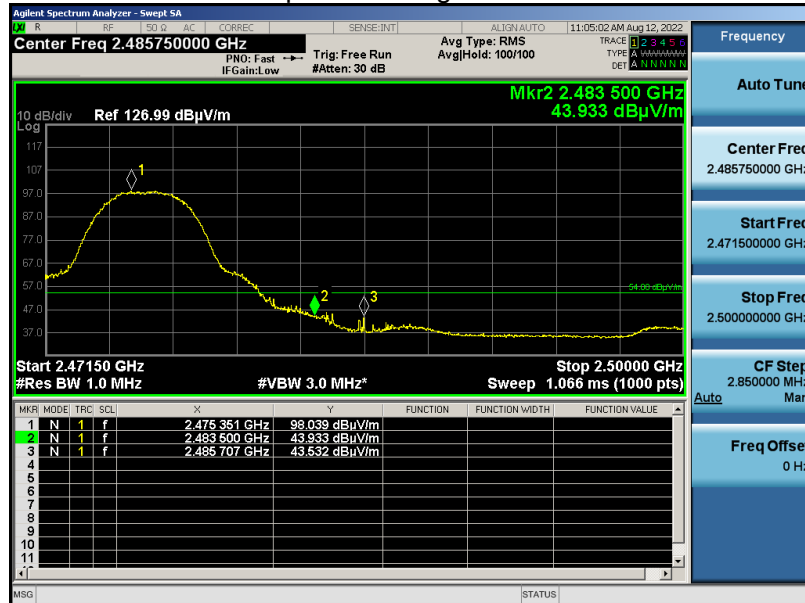 Agilent Spectrum Analyzer - Swept SA
LXI R RF 50 Ω AC CORREC SENSE:INT ALIGN AUTO 11:05:02 AM Aug 12, 2022
Center Freq 2.485750000 GHz
PNO: Fast
IFGain:Low
Trig: Free Run
#Atten: 30 dB
Avg Type: RMS
Avg|Hold: 100/100
TRACE 1 2 3 4 5 6
TYPE A WWWWW
DET A N N N N N
Mkr2 2.483 500 GHz
43.933 dBµV/m
10 dB/div Ref 126.99 dBµV/m
Log
117
107
97.0
87.0
77.0
67.0
57.0
47.0
37.0
1
2
3
54.00 dBµV/m
Start 2.47150 GHz Stop 2.50000 GHz
#Res BW 1.0 MHz #VBW 3.0 MHz* Sweep 1.066 ms (1000 pts)
MKR MODE TRC SCL X Y FUNCTION FUNCTION WIDTH FUNCTION VALUE
1 N 1 f 2.475 351 GHz 98.039 dBµV/m
2 N 1 f 2.483 500 GHz 43.933 dBµV/m
3 N 1 f 2.485 707 GHz 43.532 dBµV/m
4
5
6
7
8
9
10
11
MSG STATUS
Frequency
Auto Tune
Center Freq
2.485750000 GHz
Start Freq
2.471500000 GHz
Stop Freq
2.500000000 GHz
CF Step
2.850000 MHz
Auto Man
Freq Offset
0 Hz